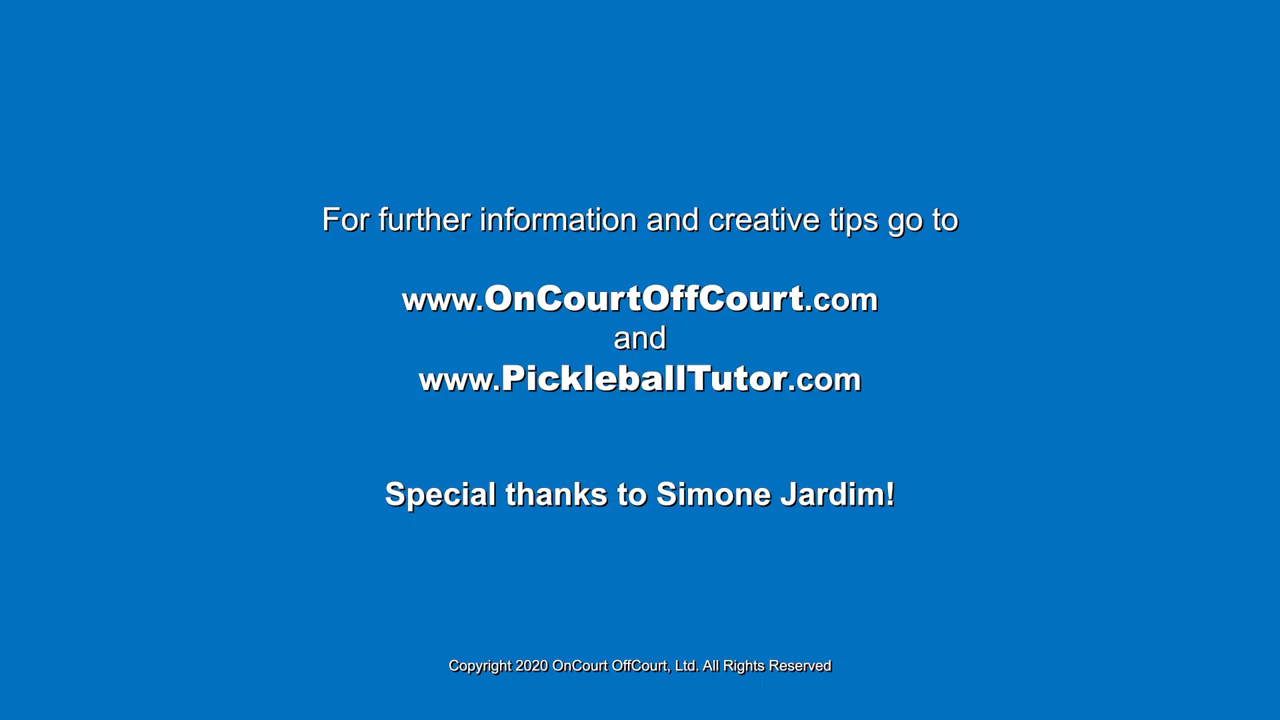 For further information and creative tips go to
www.OnCourtOffCourt.com
and
www.PickleballTutor.com
Special thanks to Simone Jardim!
Copyright 2020 OnCourt OffCourt, Ltd. All Rights Reserved